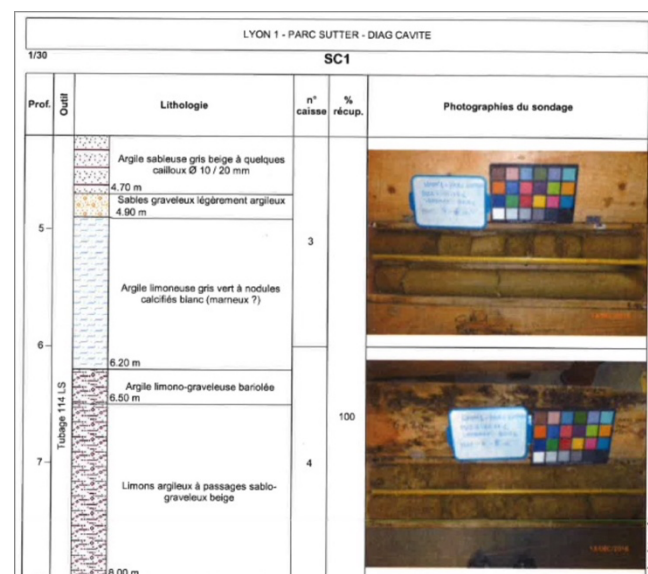 LYON 1 - PARC SUTTER - DIAG CAVITE
1/30
SC1
Prof.
Outil
Lithologie
n° caisse
% récup.
Photographies du sondage
Argile sableuse gris beige à quelques
cailloux Ø 10 / 20 mm
4.70 m
Sables graveleux légèrement argileux
4.90 m
5
3
Argile limoneuse gris vert à nodules
calcifiés blanc (marneux ?)
6
6.20 m
Argile limono-graveleuse bariolée
6.50 m
Tubage 114 LS
100
7
4
Limons argileux à passages sablo-
graveleux beige
8.00 m